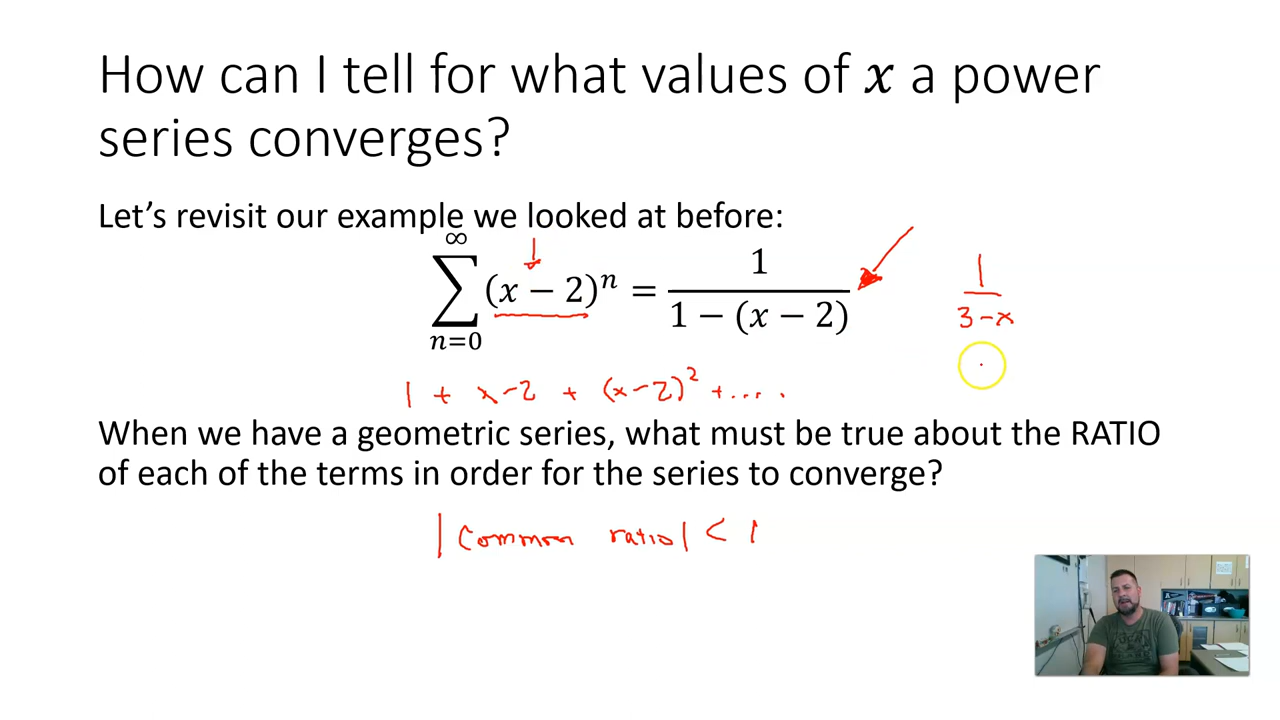 How can I tell for what values of x a power
series converges?
Let’s revisit our example we looked at before:
∞
∑ (x − 2)ⁿ = 1 / (1 − (x − 2))
n=0
1 / (3-x)
1 + x-2 + (x-2)² + ....
When we have a geometric series, what must be true about the RATIO
of each of the terms in order for the series to converge?
|Common ratio| < 1